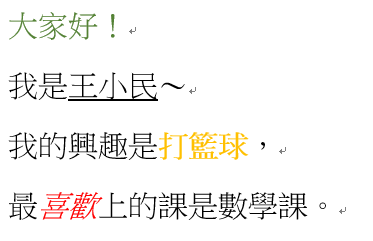 大家好！
我是王小民～
我的興趣是打籃球，
最喜歡上的課是數學課。